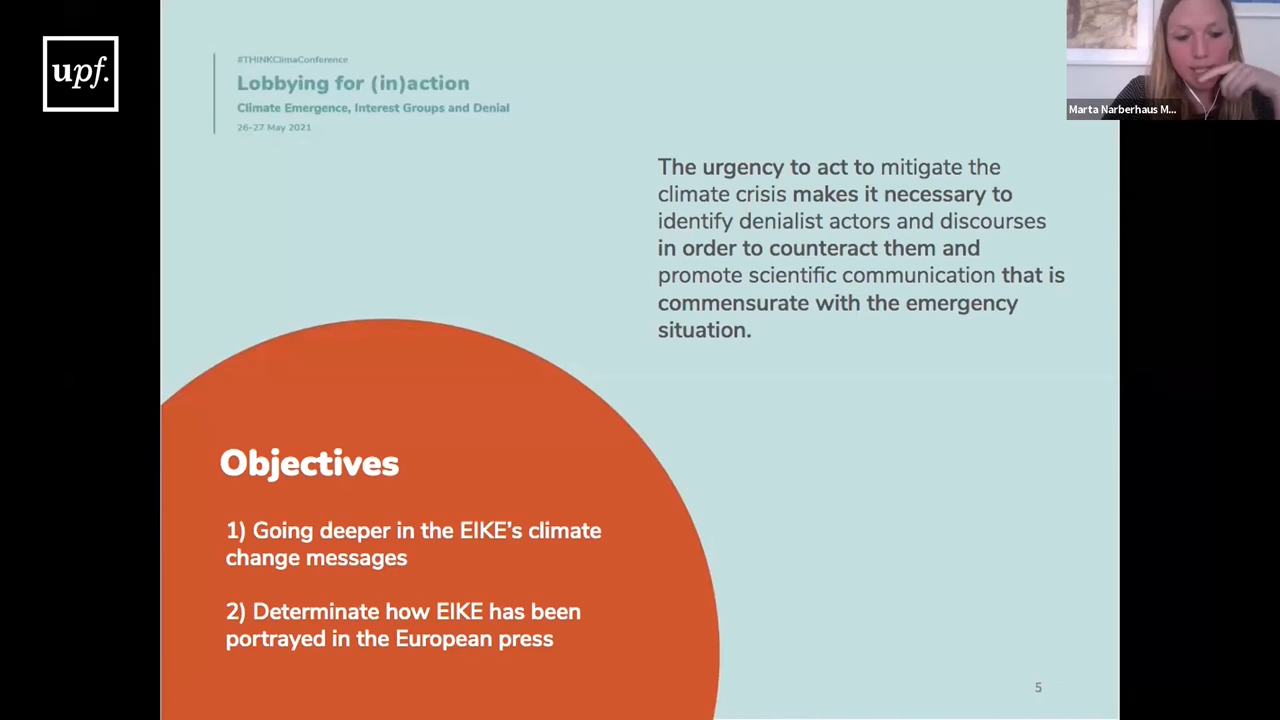 upf.
#THINKClimaConference
Lobbying for (in)action
Climate Emergence, Interest Groups and Denial
26-27 May 2021
Marta Narberhaus M...
The urgency to act to mitigate the
climate crisis makes it necessary to
identify denialist actors and discourses
in order to counteract them and
promote scientific communication that is
commensurate with the emergency
situation.
Objectives
1) Going deeper in the EIKE's climate
change messages
2) Determinate how EIKE has been
portrayed in the European press
5